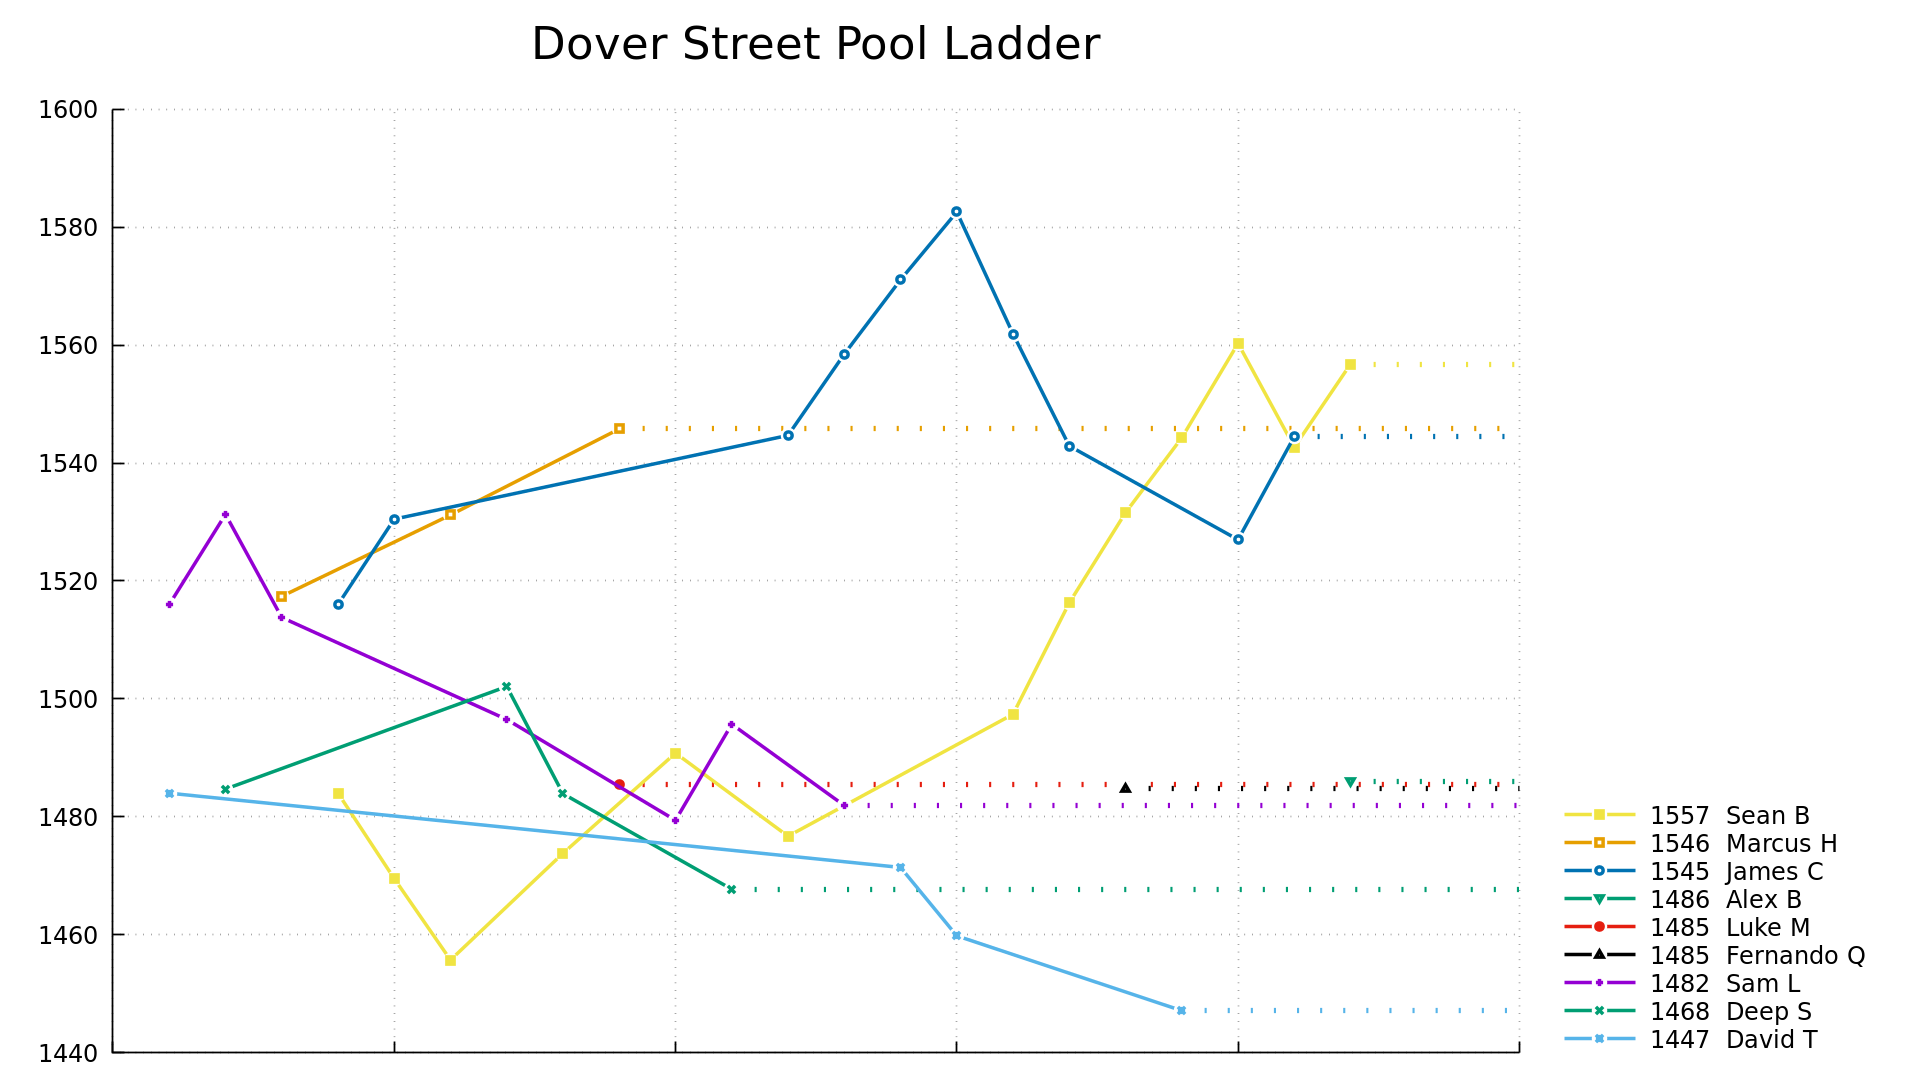 Dover Street Pool Ladder
1600
1580
1560
1540
1520
1500
1480
1460
1440
1557 Sean B
1546 Marcus H
1545 James C
1486 Alex B
1485 Luke M
1485 Fernando Q
1482 Sam L
1468 Deep S
1447 David T